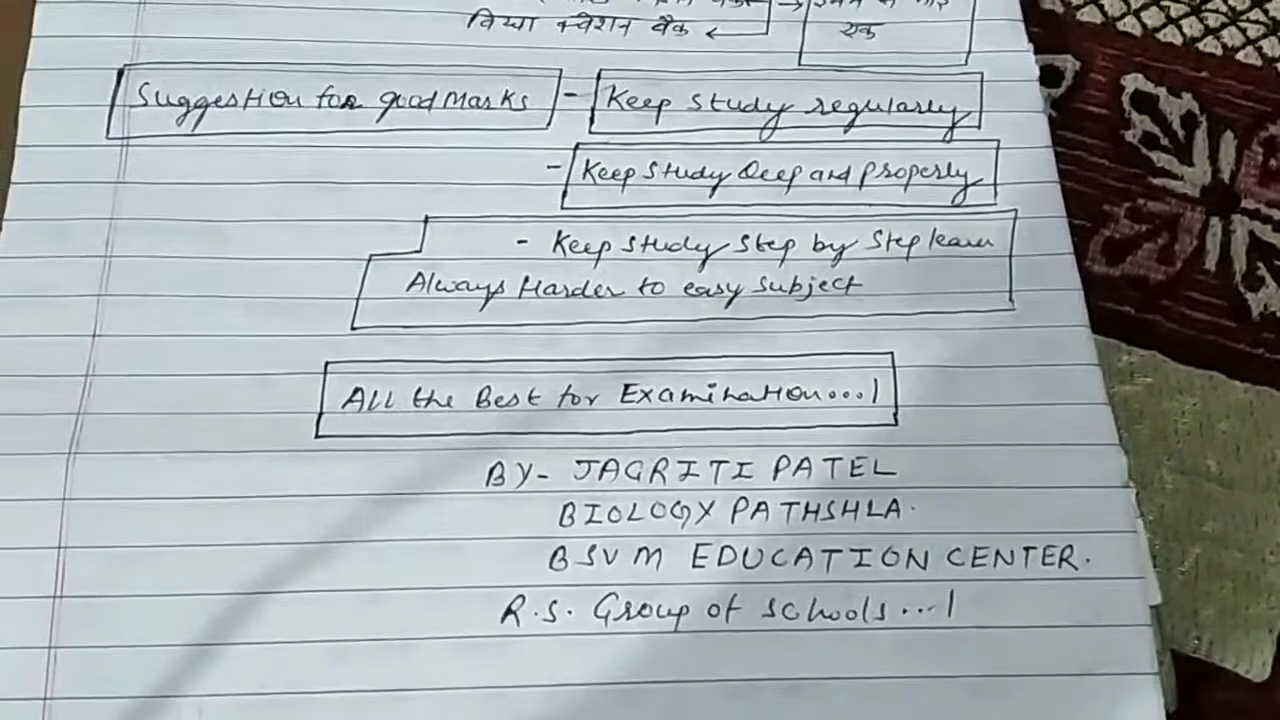 विद्या क्वेशन बैंक ←
एक
Suggestion for good Marks - Keep Study regularly
- Keep Study Deep and Properly
- Keep Study Step by Step learn
Always Harder to easy Subject
All the Best for Examination...!
BY- JAGRITI PATEL
BIOLOGY PATHSHLA.
BSVM EDUCATION CENTER.
R.S. Group of Schools...!